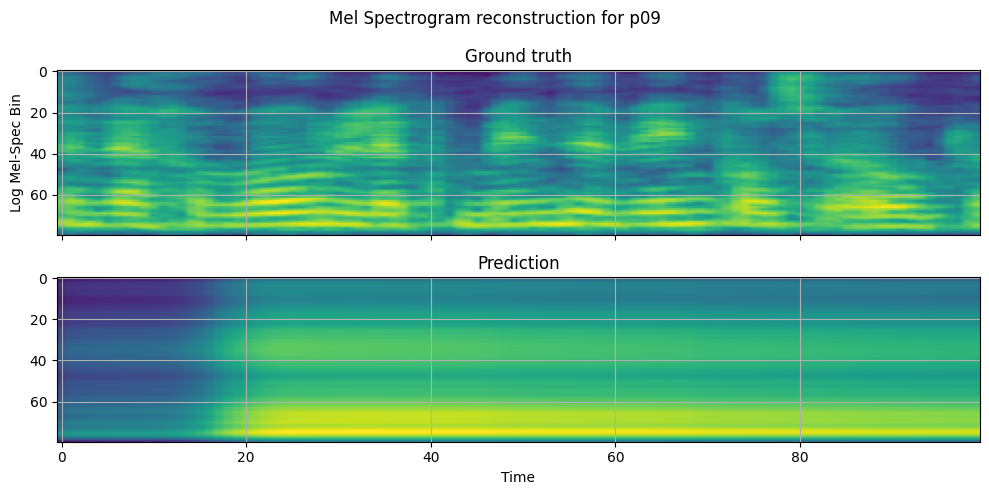 Mel Spectrogram reconstruction for p09
Ground truth
0
20
40
60
Log Mel-Spec Bin
Prediction
0
20
40
60
0 20 40 60 80
Time